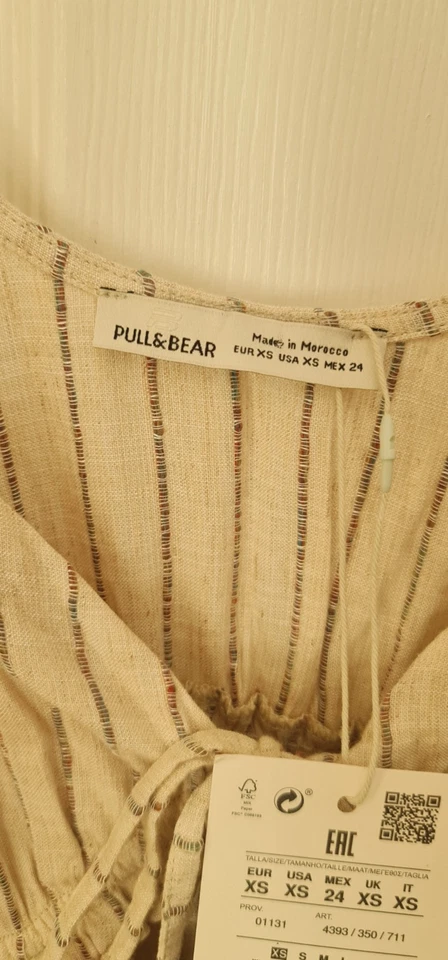 PULL&BEAR
Made in Morocco
EUR XS USA XS MEX 24
FSC
®
EAC
TALLA/SIZE/TAMANHO/TAILLE/MAAT/ΜΕΓΕΘΟΣ/TAGLIA
EUR USA MEX UK IT
XS XS 24 XS XS
PROV ART.
01131 4393 / 350 / 711
XS S M